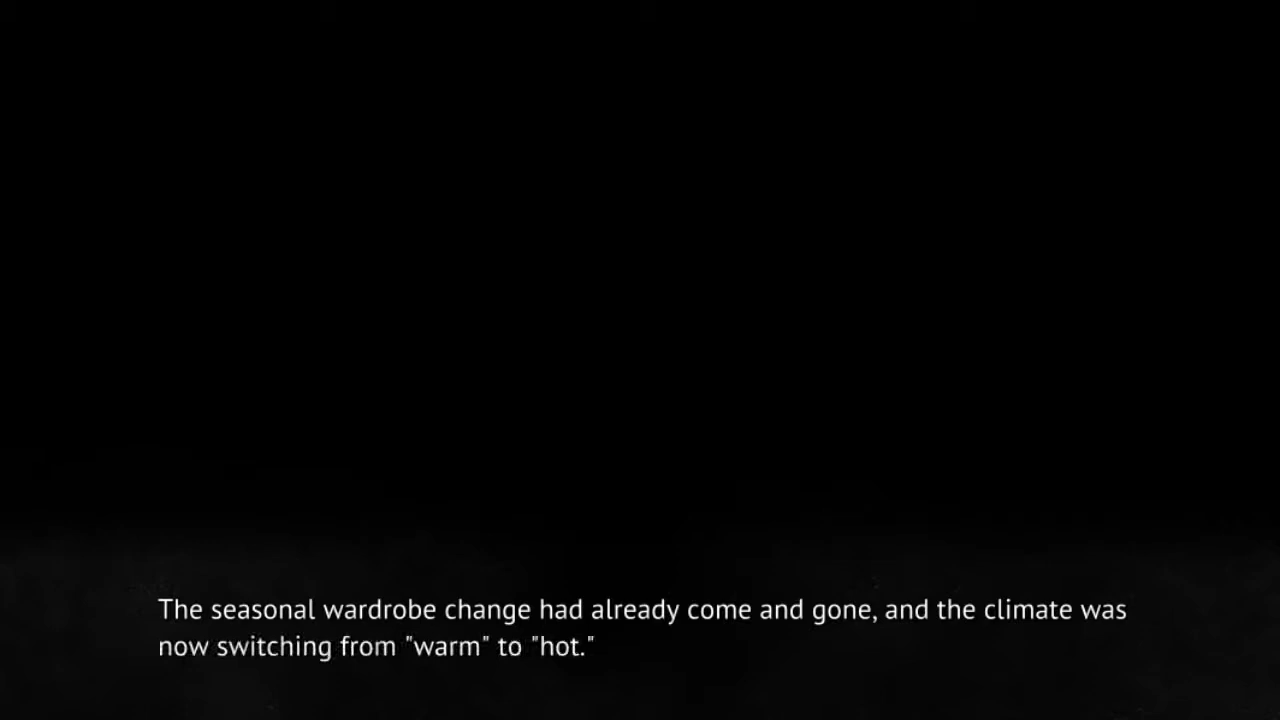 The seasonal wardrobe change had already come and gone, and the climate was
now switching from "warm" to "hot."